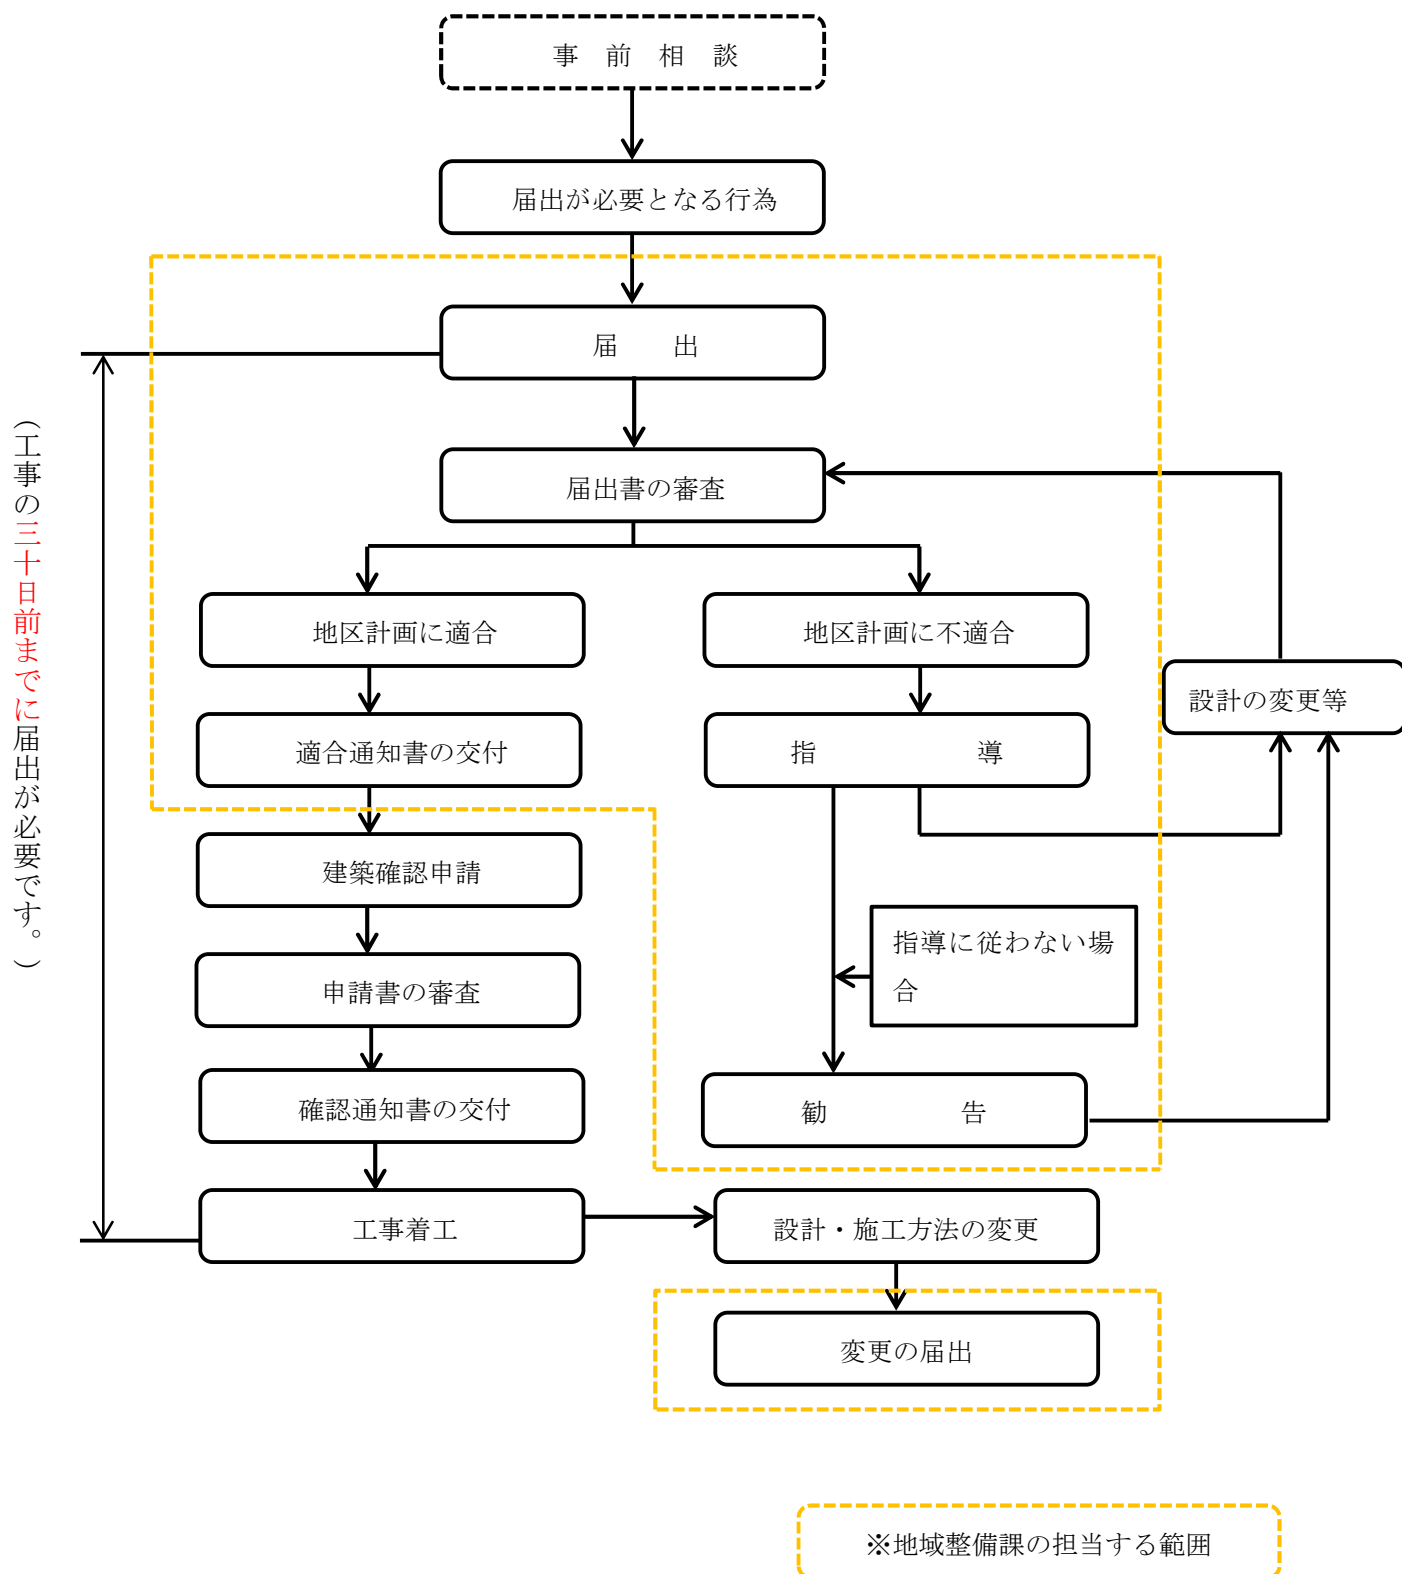 事　前　相　談
届出が必要となる行為
届　　出
(工事の三十日前までに届出が必要です。)
届出書の審査
地区計画に適合
地区計画に不適合
設計の変更等
適合通知書の交付
指　　　　　　導
建築確認申請
指導に従わない場
合
申請書の審査
確認通知書の交付
勧　　　　　告
工事着工
設計・施工方法の変更
変更の届出
※地域整備課の担当する範囲